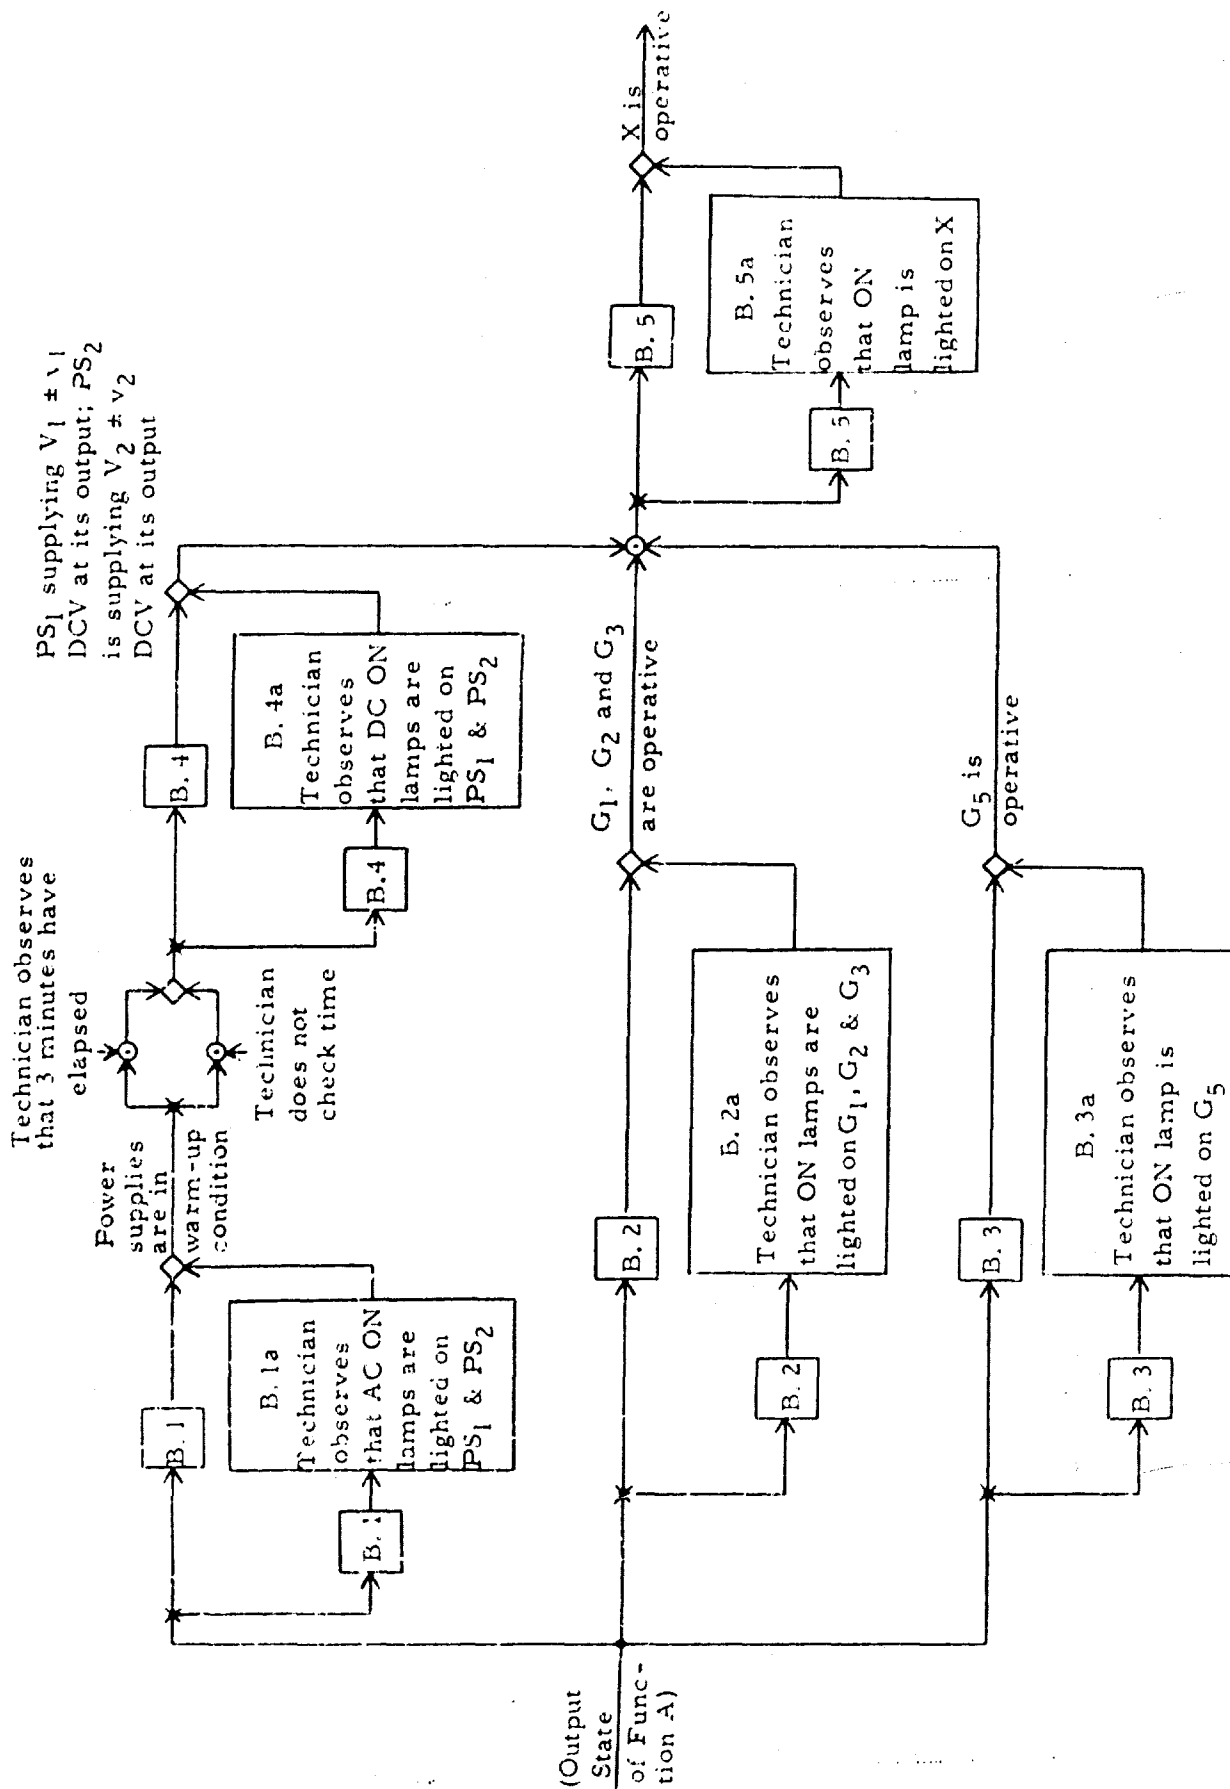 (Output
State
of Func-
tion A)
B. 1
B. 1
B. 1a
Technician
observes
that AC ON
lamps are
lighted on
PS1 & PS2
Power
supplies
are in
warm-up
condition
Technician observes
that 3 minutes have
elapsed
Technician
does not
check time
B. 4
B. 4
B. 4a
Technician
observes
that DC ON
lamps are
lighted on
PS1 & PS2
PS1 supplying V1 ± v1
DCV at its output; PS2
is supplying V2 ± v2
DCV at its output
B. 2
B. 2
B. 2a
Technician observes
that ON lamps are
lighted on G1, G2 & G3
G1, G2 and G3
are operative
B. 3
B. 3
B. 3a
Technician observes
that ON lamp is
lighted on G5
G5 is
operative
B. 5
B. 5
B. 5a
Technician
observes
that ON
lamp is
lighted on X
X is
operative